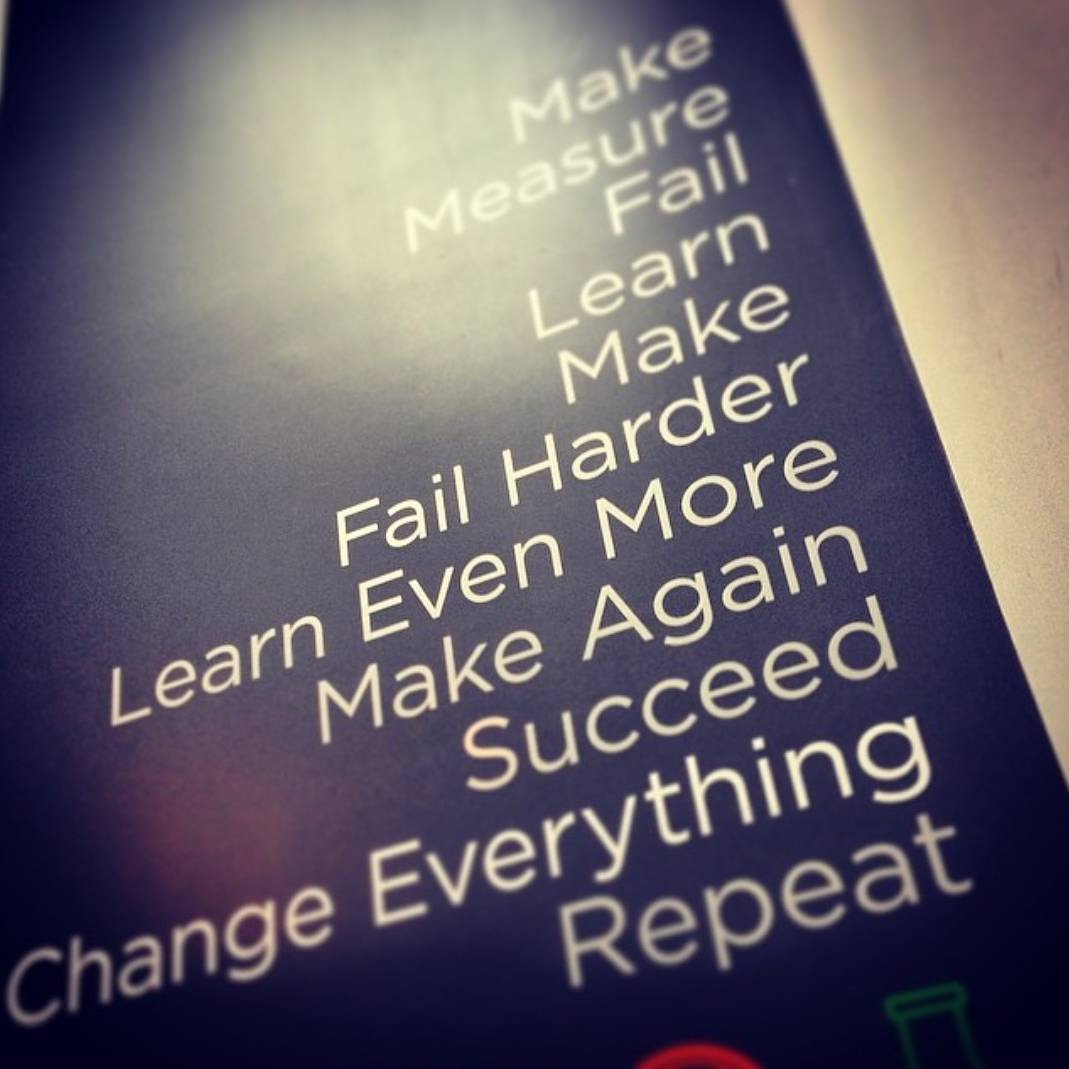 Make
Measure
Fail
Learn
Make
Fail Harder
Learn Even More
Make Again
Succeed
Change Everything
Repeat